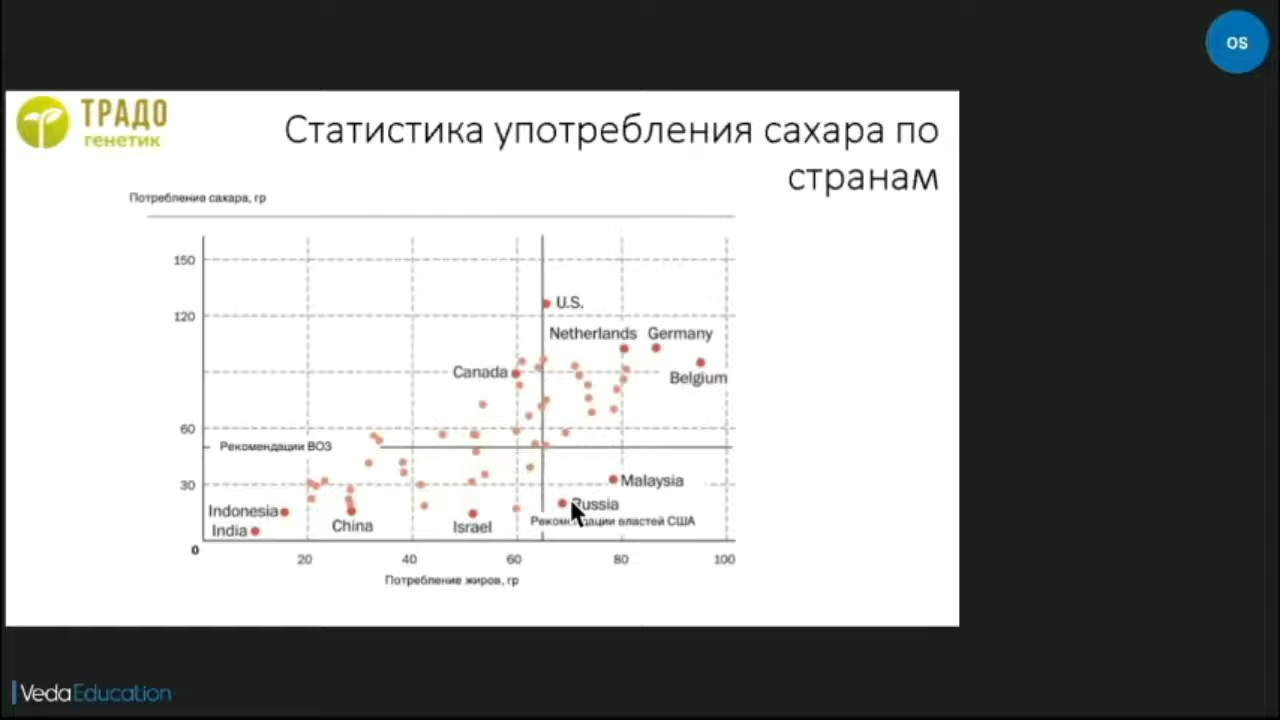 OS
ТРАДО
генетик
Статистика употребления сахара по
странам
Потребление сахара, гр
150
U.S.
120
Netherlands Germany
Canada
Belgium
60
Рекомендации ВОЗ
30
Malaysia
Indonesia
Russia
China
Israel
Рекомендации властей США
India
0
20 40 60 80 100
Потребление жиров, гр
VedaEducation